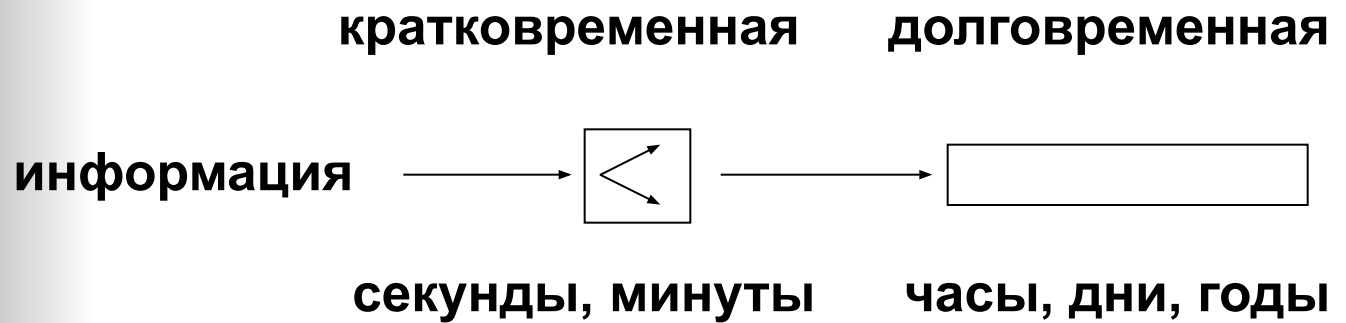 кратковременная долговременная
информация
секунды, минуты часы, дни, годы